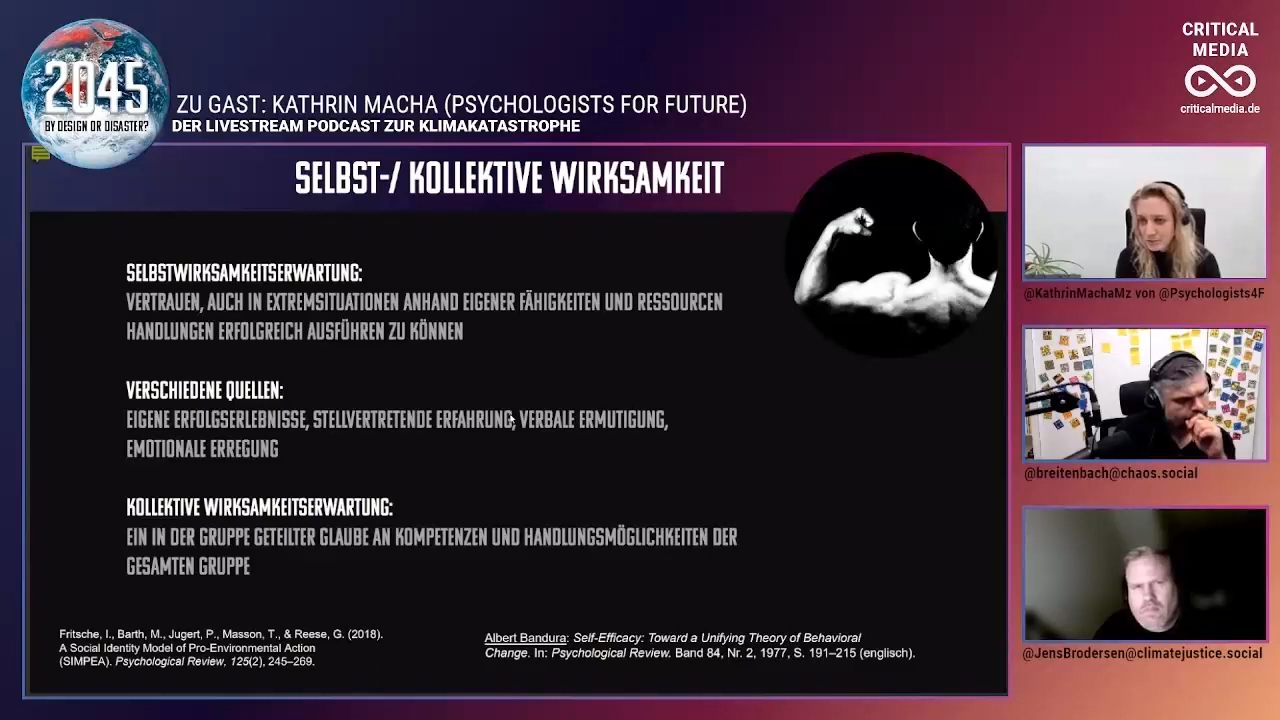 2045
BY DESIGN OR DISASTER?
ZU GAST: KATHRIN MACHA (PSYCHOLOGISTS FOR FUTURE)
DER LIVESTREAM PODCAST ZUR KLIMAKATASTROPHE
CRITICAL
MEDIA
criticalmedia.de
SELBST-/ KOLLEKTIVE WIRKSAMKEIT
SELBSTWIRKSAMKEITSERWARTUNG:
VERTRAUEN, AUCH IN EXTREMSITUATIONEN ANHAND EIGENER FÄHIGKEITEN UND RESSOURCEN
HANDLUNGEN ERFOLGREICH AUSFÜHREN ZU KÖNNEN
VERSCHIEDENE QUELLEN:
EIGENE ERFOLGSERLEBNISSE, STELLVERTRETENDE ERFAHRUNG, VERBALE ERMUTIGUNG,
EMOTIONALE ERREGUNG
KOLLEKTIVE WIRKSAMKEITSERWARTUNG:
EIN IN DER GRUPPE GETEILTER GLAUBE AN KOMPETENZEN UND HANDLUNGSMÖGLICHKEITEN DER
GESAMTEN GRUPPE
Fritsche, I., Barth, M., Jugert, P., Masson, T., & Reese, G. (2018).
A Social Identity Model of Pro-Environmental Action
(SIMPEA). Psychological Review, 125(2), 245–269.
Albert Bandura: Self-Efficacy: Toward a Unifying Theory of Behavioral
Change. In: Psychological Review. Band 84, Nr. 2, 1977, S. 191–215 (englisch).
@KathrinMachaMz von @Psychologists4F
@breitenbach@chaos.social
@JensBrodersen@climatejustice.social